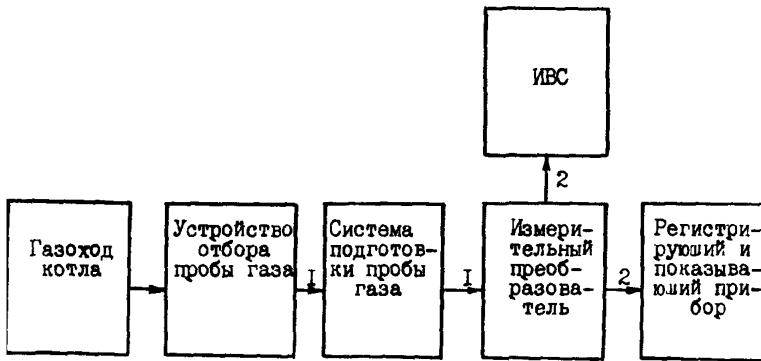 ИВС
2
Газоход
котла
Устройство
отбора
пробы газа
I
Система
подготов-
ки пробы
газа
I
Измери-
тельный
преоб-
разова-
тель
2
Регистри-
рующий и
показыва-
ющий при-
бор